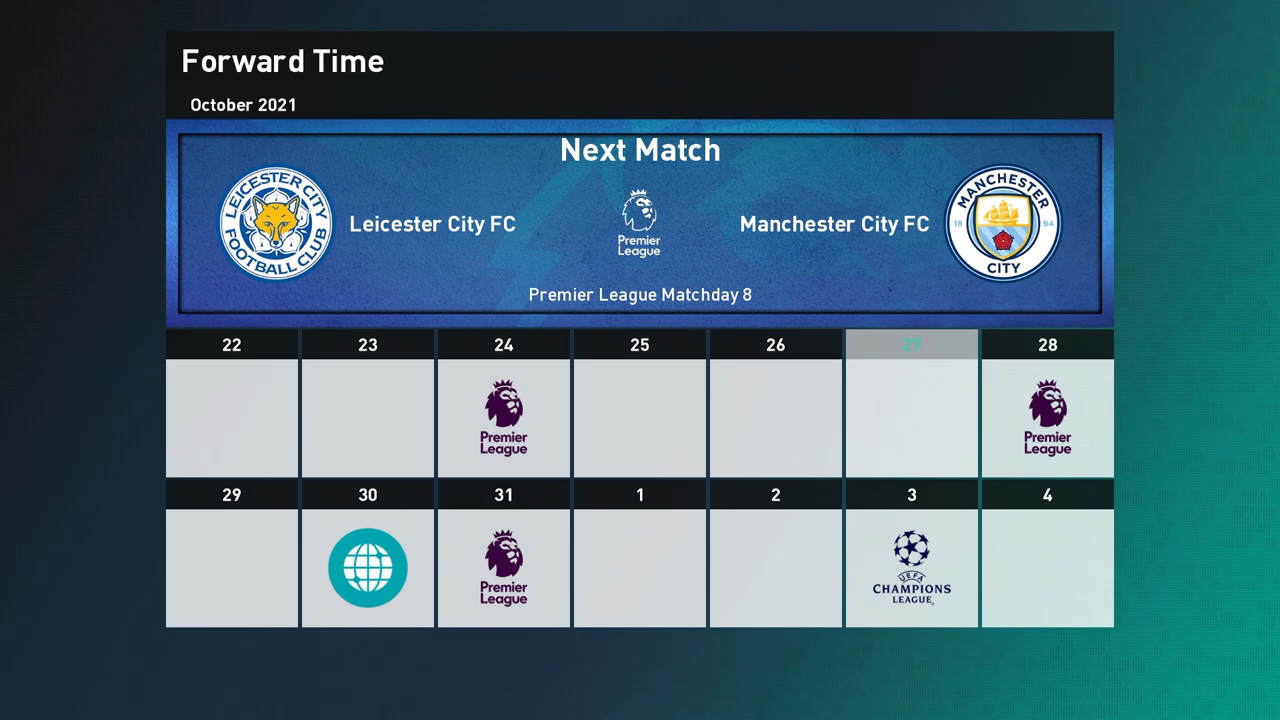 Forward Time
October 2021
Next Match
LEICESTER CITY
FOOTBALL CLUB
Leicester City FC
Premier
League
Manchester City FC
MANCHESTER
18 94
CITY
Premier League Matchday 8
22 23 24 25 26 27 28
Premier
League
Premier
League
29 30 31 1 2 3 4
Premier
League
UEFA
CHAMPIONS
LEAGUE